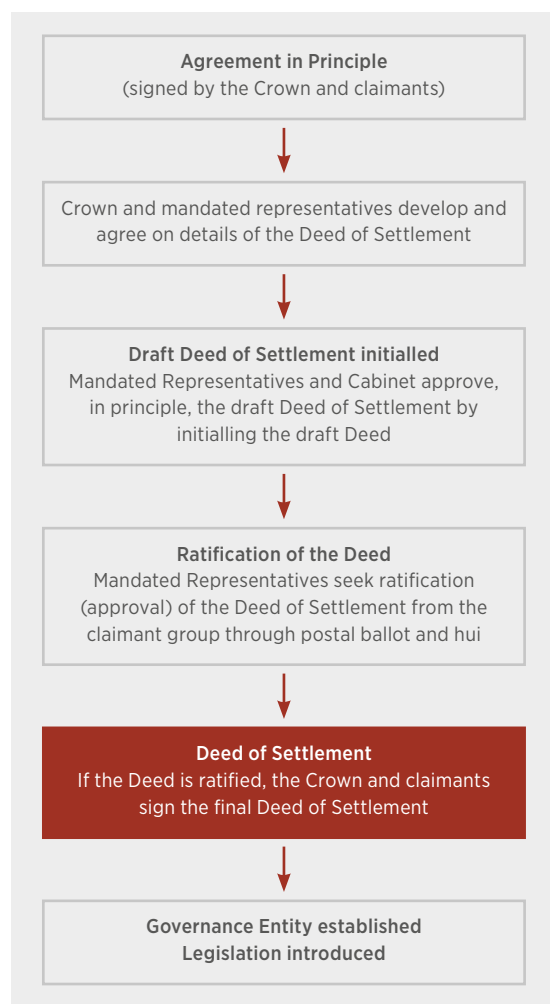 Agreement in Principle
(signed by the Crown and claimants)
Crown and mandated representatives develop and
agree on details of the Deed of Settlement
Draft Deed of Settlement initialled
Mandated Representatives and Cabinet approve,
in principle, the draft Deed of Settlement by
initialling the draft Deed
Ratification of the Deed
Mandated Representatives seek ratification
(approval) of the Deed of Settlement from the
claimant group through postal ballot and hui
Deed of Settlement
If the Deed is ratified, the Crown and claimants
sign the final Deed of Settlement
Governance Entity established
Legislation introduced